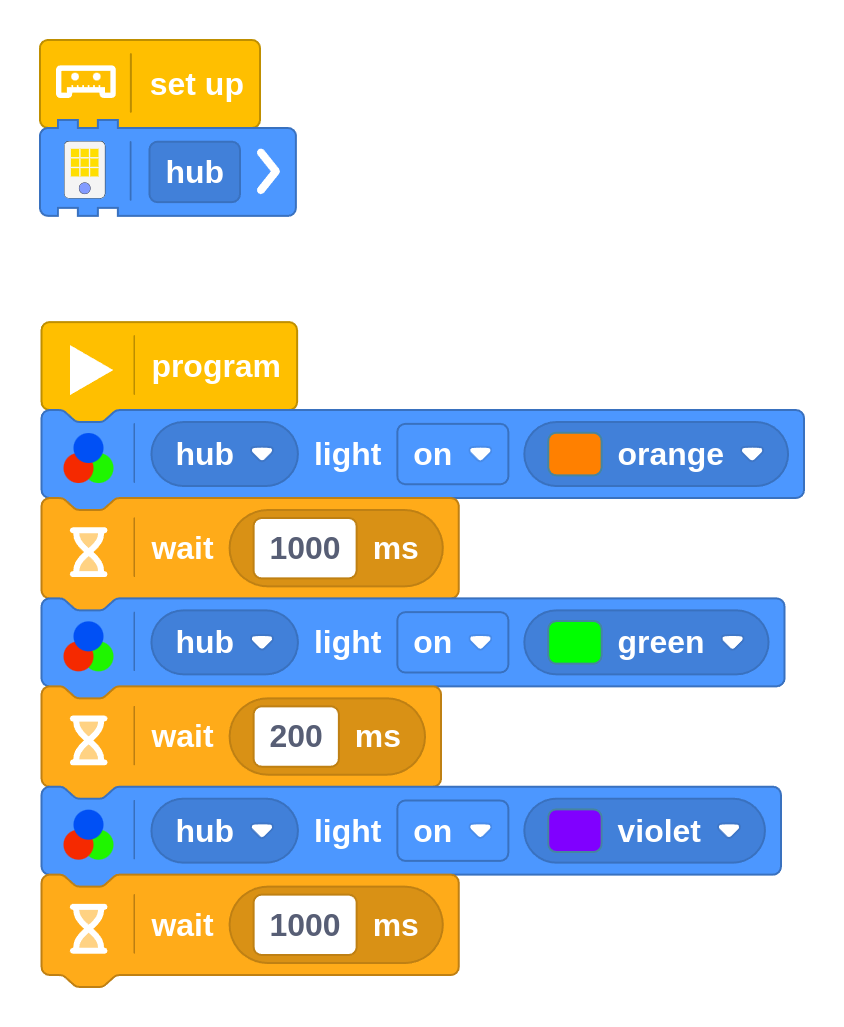 set up
hub
program
hub light on orange
wait 1000 ms
hub light on green
wait 200 ms
hub light on violet
wait 1000 ms